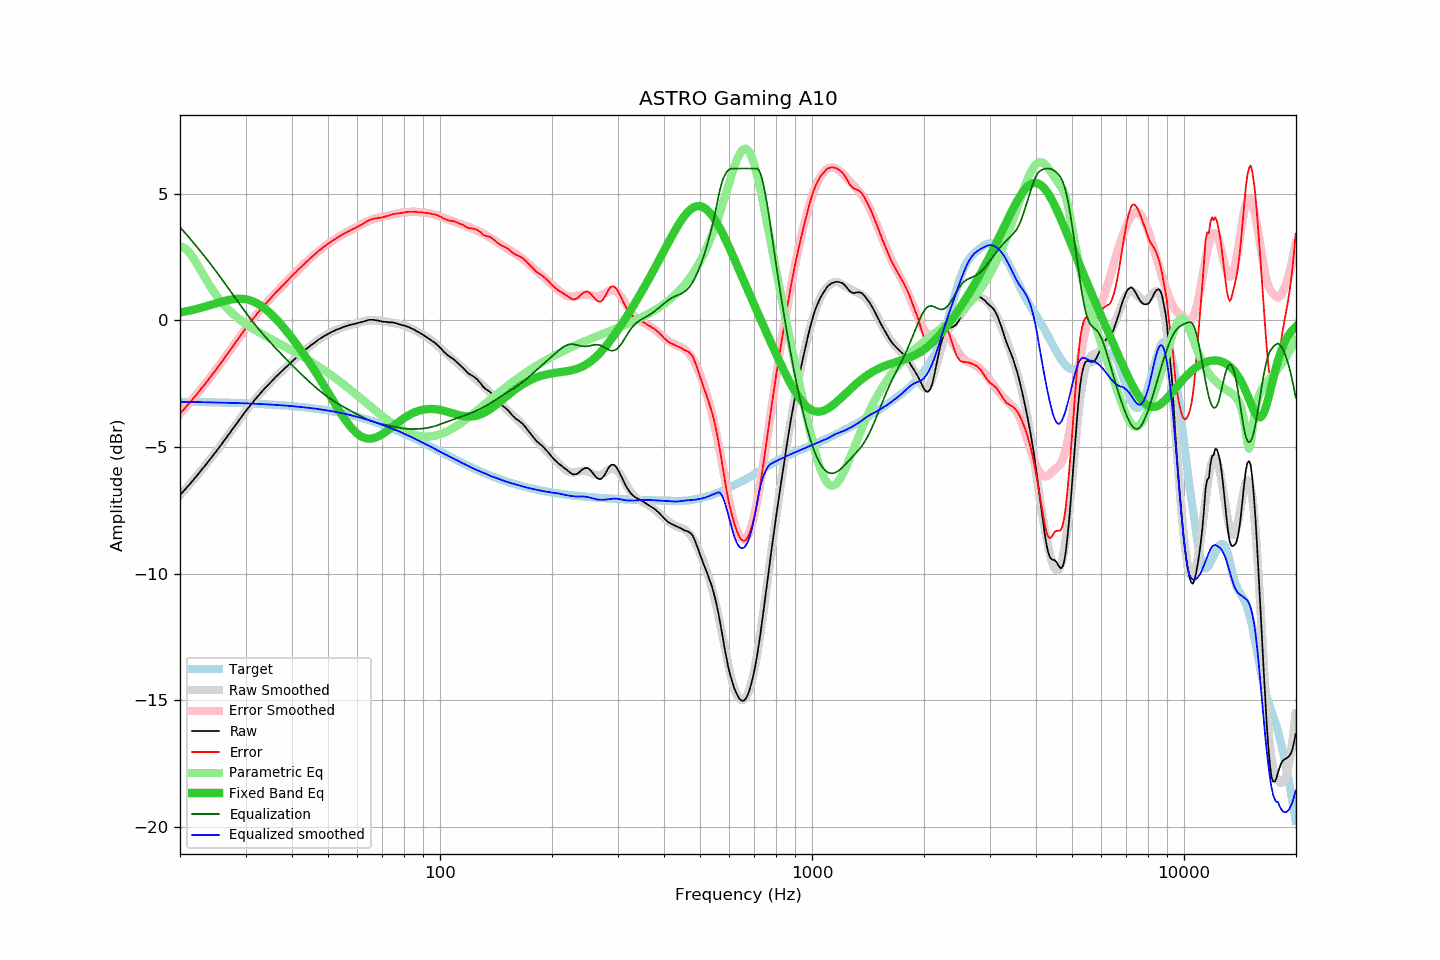 ASTRO Gaming A10
Amplitude (dBr)
5
0
−5
−10
−15
−20
Target
Raw Smoothed
Error Smoothed
Raw
Error
Parametric Eq
Fixed Band Eq
Equalization
Equalized smoothed
100
1000
10000
Frequency (Hz)